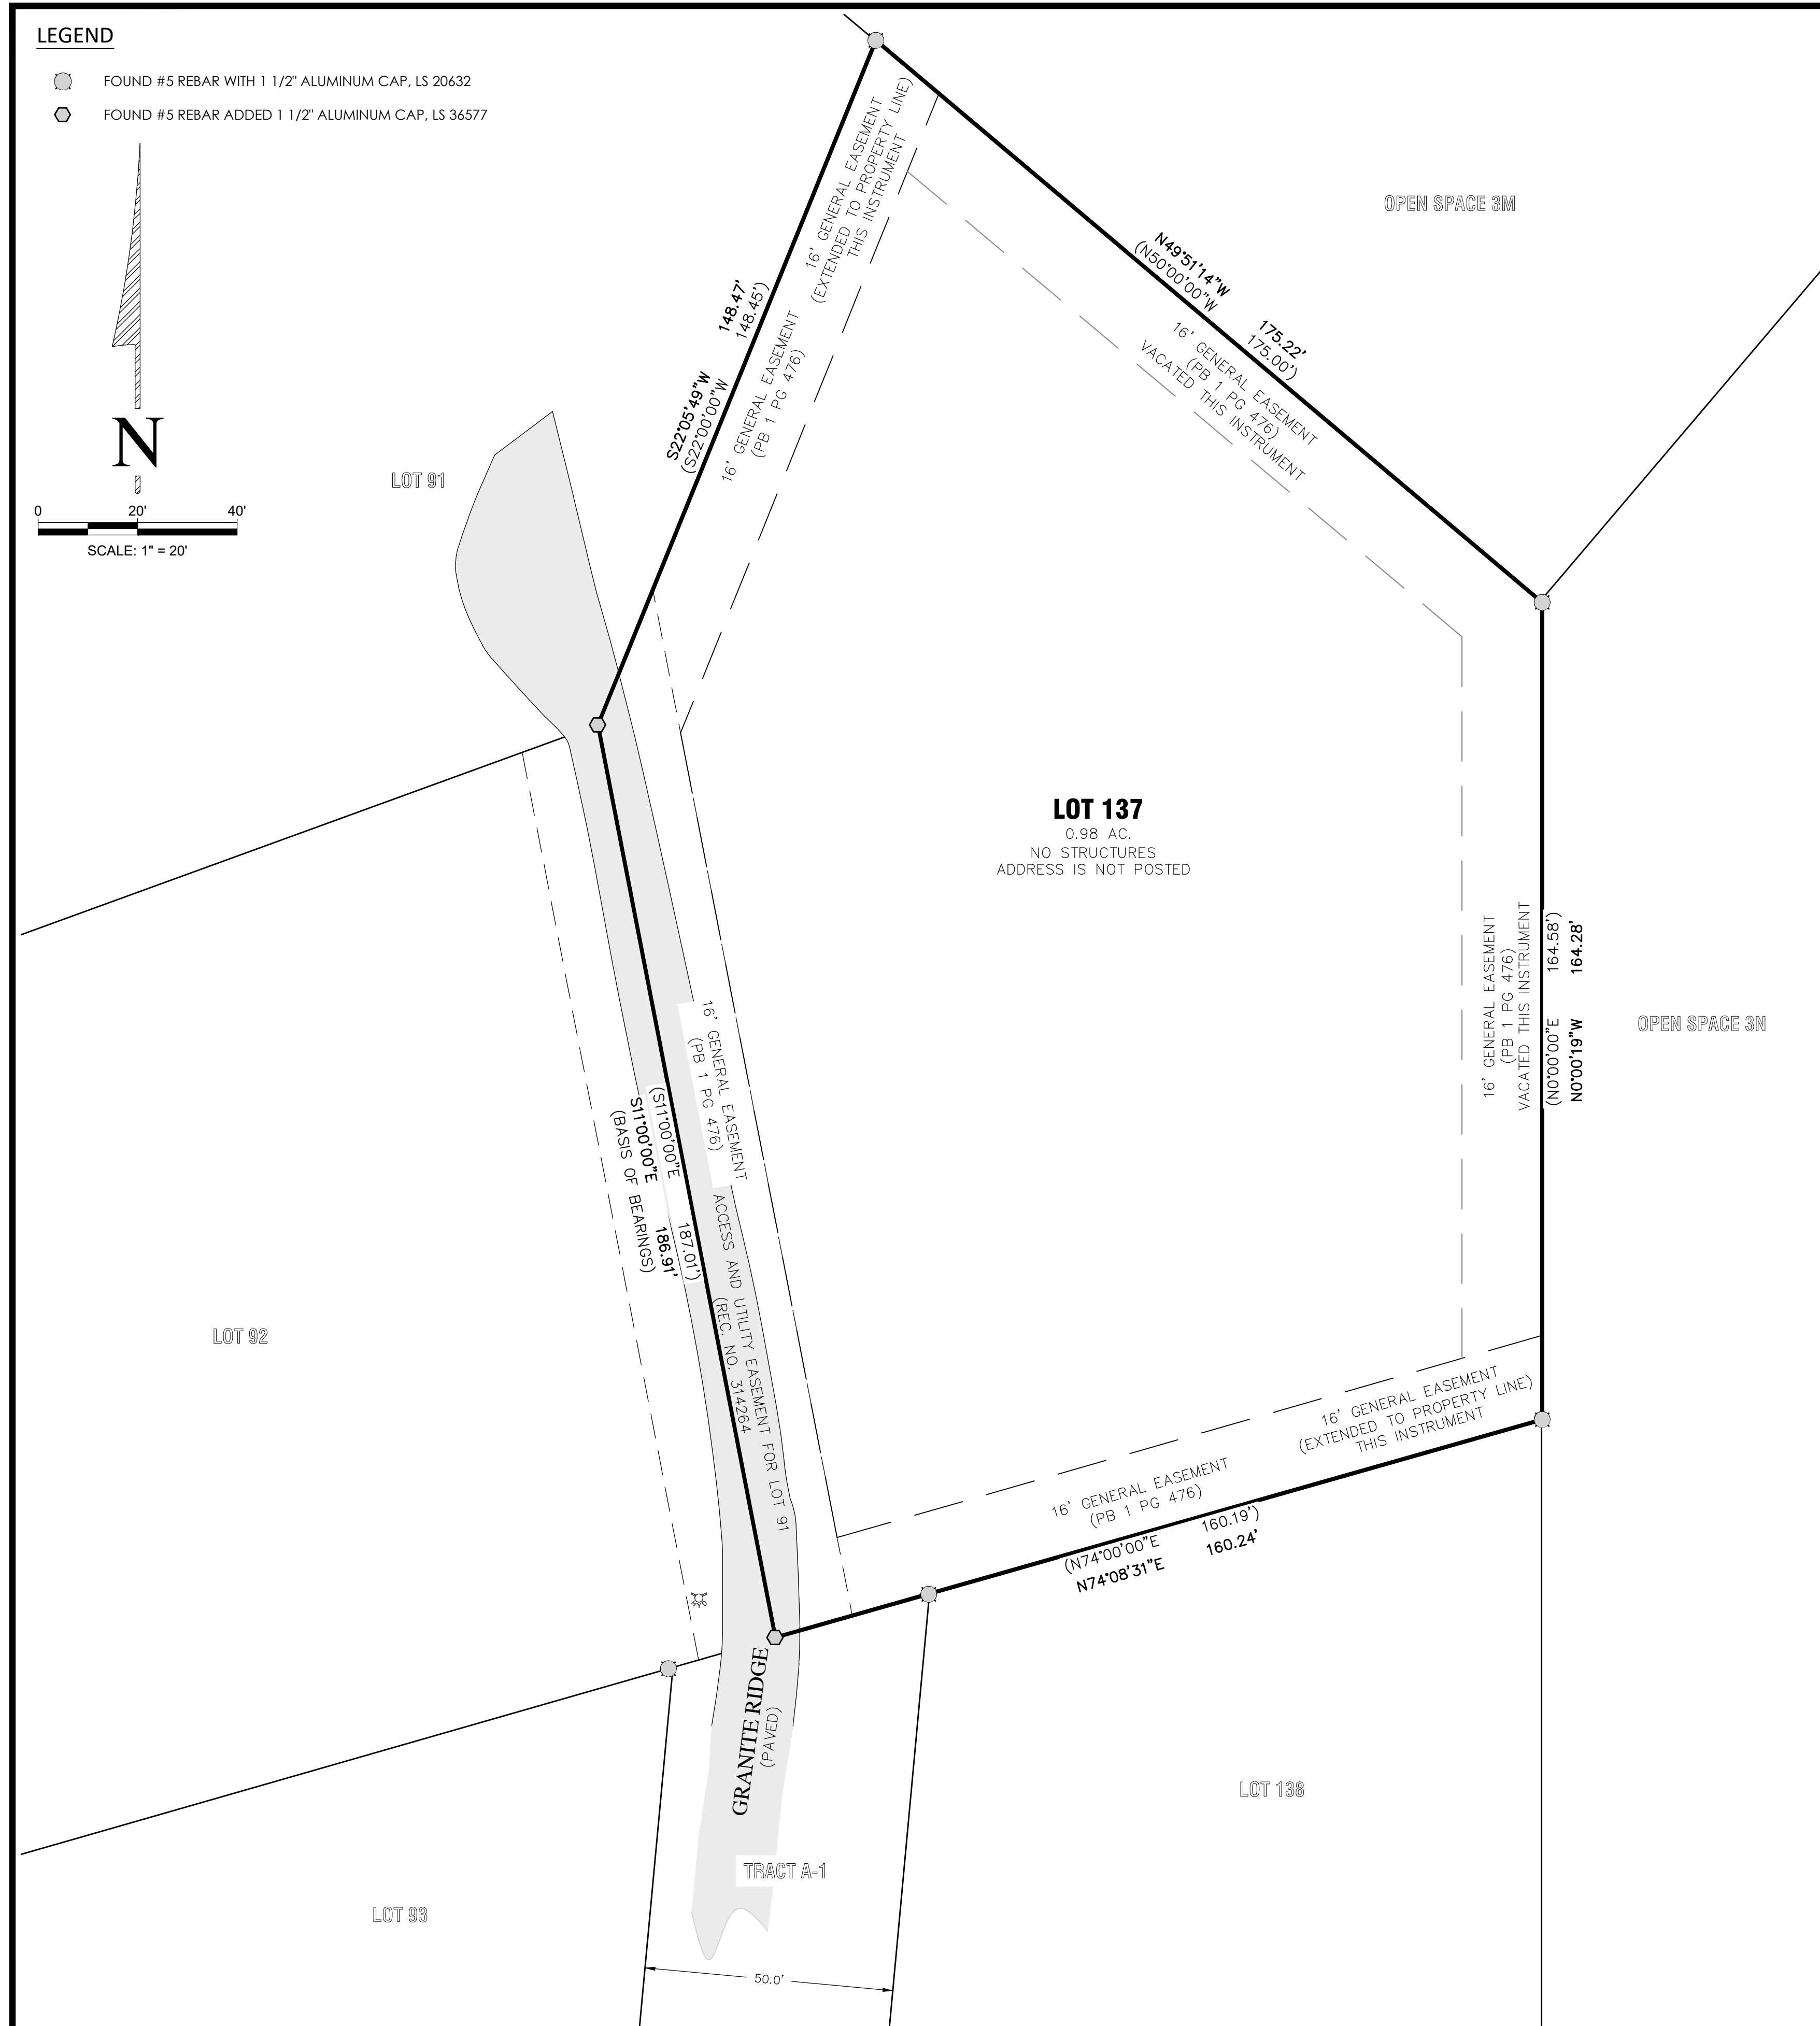 LEGEND
FOUND #5 REBAR WITH 1 1/2" ALUMINUM CAP, LS 20632
FOUND #5 REBAR ADDED 1 1/2" ALUMINUM CAP, LS 36577
N
0 20' 40'
SCALE: 1" = 20'
16' GENERAL EASEMENT
(EXTENDED TO PROPERTY LINE)
THIS INSTRUMENT
OPEN SPACE 3M
N49°51'14"W 175.22'
(N50°00'00"W 175.00')
16' GENERAL EASEMENT
(PB 1 PG 476)
VACATED THIS INSTRUMENT
S22°05'49"W 148.47'
(S22°00'00"W 148.45')
16' GENERAL EASEMENT
(PB 1 PG 476)
LOT 91
LOT 137
0.98 AC.
NO STRUCTURES
ADDRESS IS NOT POSTED
16' GENERAL EASEMENT
(PB 1 PG 476)
VACATED THIS INSTRUMENT
(N0°00'00"E 164.58')
N0°00'19"W 164.28'
OPEN SPACE 3N
16' GENERAL EASEMENT
(PB 1 PG 476)
(S11°00'00"E 187.01')
S11°00'00"E 186.91'
(BASIS OF BEARINGS)
ACCESS AND UTILITY EASEMENT FOR LOT 91
(REC. NO. 314264
LOT 92
16' GENERAL EASEMENT
(EXTENDED TO PROPERTY LINE)
THIS INSTRUMENT
16' GENERAL EASEMENT
(PB 1 PG 476)
(N74°00'00"E 160.19')
N74°08'31"E 160.24'
GRANITE RIDGE
(PAVED)
LOT 138
TRACT A-1
LOT 93
50.0'